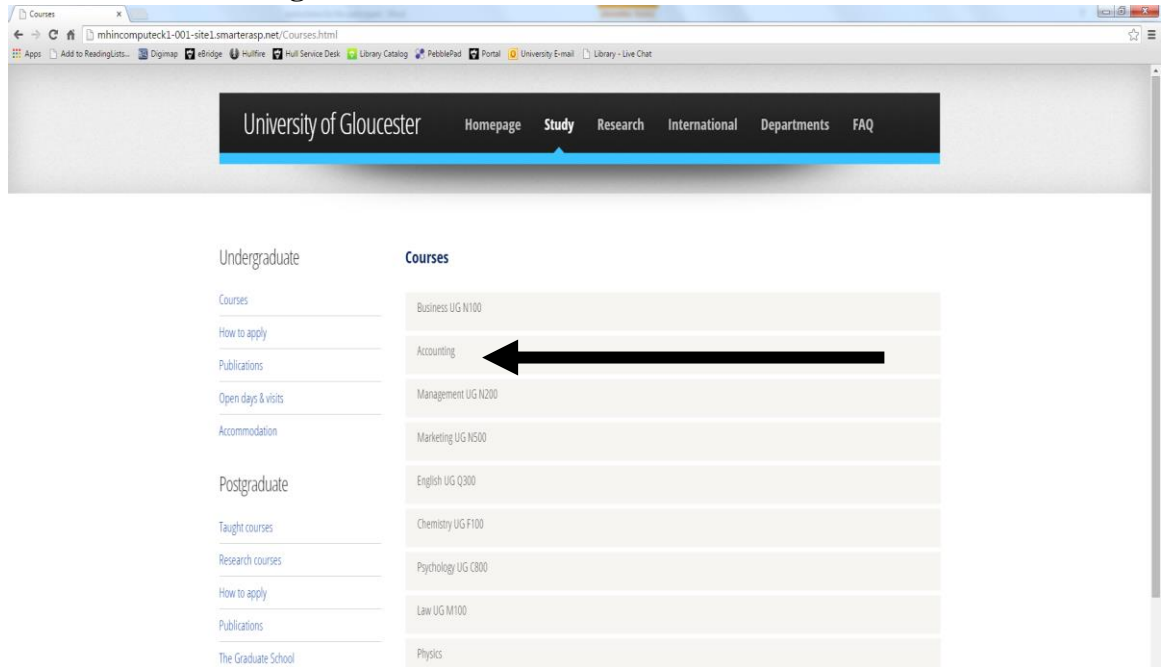 Courses
mhincomputeck1-001-site1.smarterasp.net/Courses.html
Apps Add to ReadingLists... Digimap eBridge Hullfire Hull Service Desk Library Catalog PebblePad Portal University E-mail Library - Live Chat
University of Gloucester Homepage Study Research International Departments FAQ
Undergraduate
Courses
How to apply
Publications
Open days & visits
Accommodation
Postgraduate
Taught courses
Research courses
How to apply
Publications
The Graduate School
Courses
Business UG N100
Accounting
Management UG N200
Marketing UG N500
English UG Q300
Chemistry UG F100
Psychology UG C800
Law UG M100
Physics